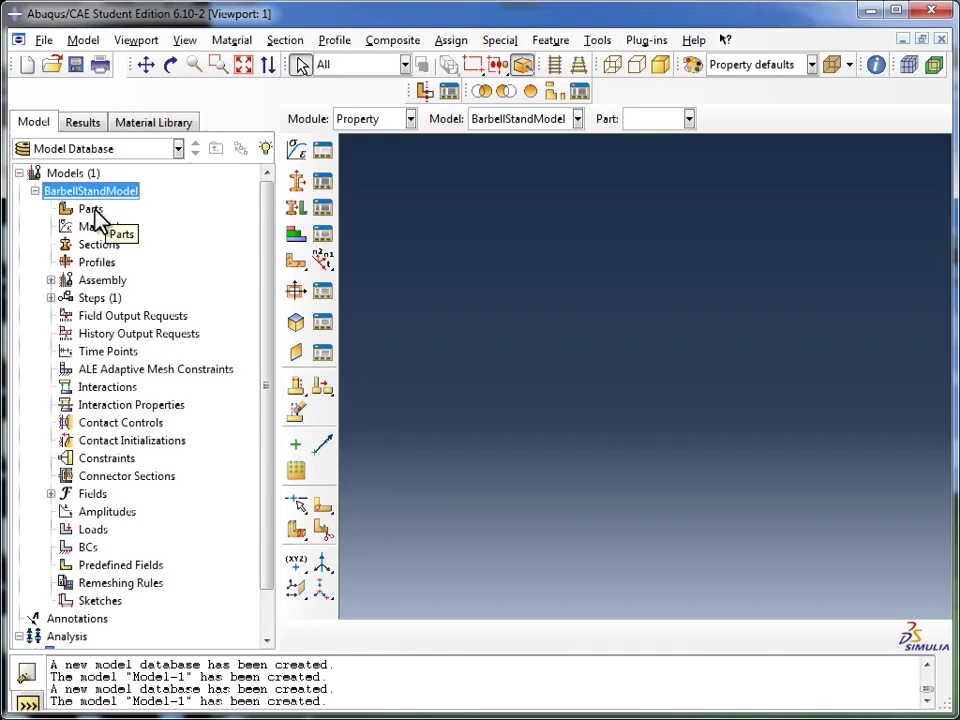 Abaqus/CAE Student Edition 6.10-2 [Viewport: 1]
File Model Viewport View Material Section Profile Composite Assign Special Feature Tools Plug-ins Help
All Property defaults
Model Results Material Library Module: Property Model: BarbellStandModel Part:
Model Database
Models (1)
BarbellStandModel
Parts
Parts
Sections
Profiles
Assembly
Steps (1)
Field Output Requests
History Output Requests
Time Points
ALE Adaptive Mesh Constraints
Interactions
Interaction Properties
Contact Controls
Contact Initializations
Constraints
Connector Sections
Fields
Amplitudes
Loads
BCs
Predefined Fields
Remeshing Rules
Sketches
Annotations
Analysis
(XYZ)
SIMULIA
A new model database has been created.
The model "Model-1" has been created.
A new model database has been created.
The model "Model-1" has been created.